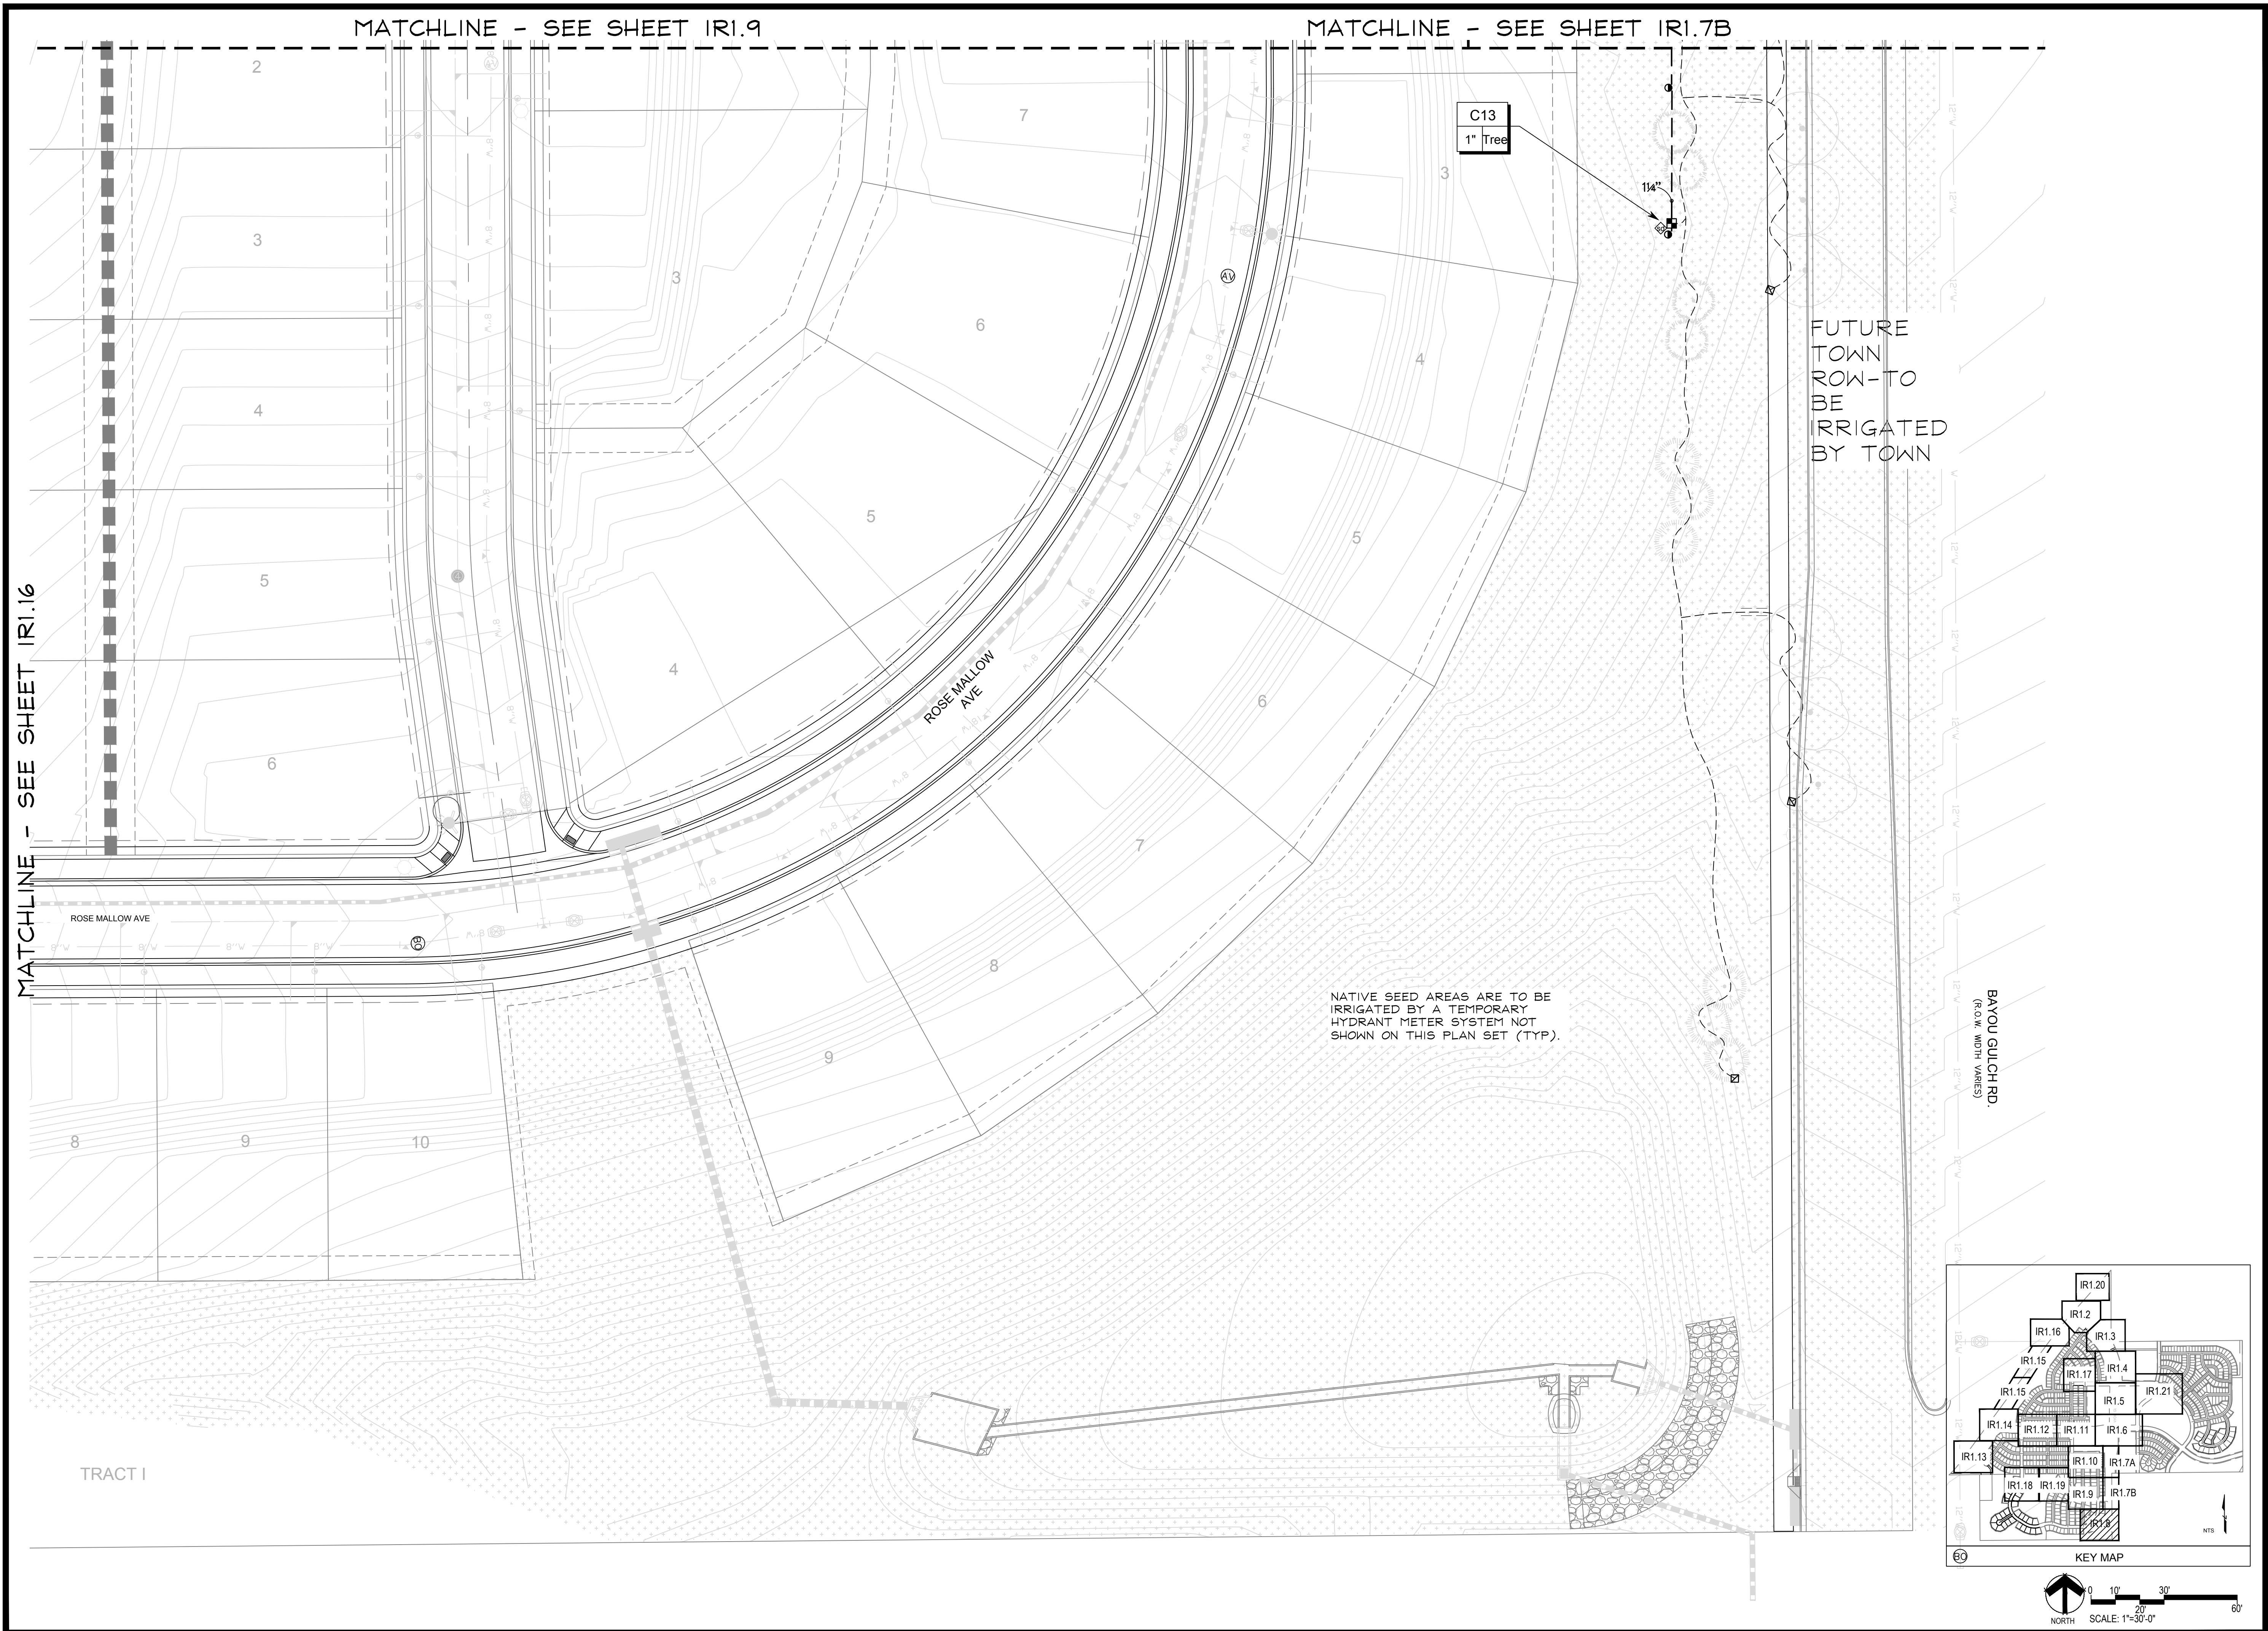 MATCHLINE - SEE SHEET IR1.9
MATCHLINE - SEE SHEET IR1.7B
MATCHLINE - SEE SHEET IR1.16
C13
1" Tree
1¼"
2
3
4
5
6
3
4
5
6
7
3
4
5
6
7
8
9
8
9
10
AV
BO
FUTURE
TOWN
ROW-TO
BE
IRRIGATED
BY TOWN
ROSE MALLOW
AVE
ROSE MALLOW AVE
8"W
12"W
NATIVE SEED AREAS ARE TO BE
IRRIGATED BY A TEMPORARY
HYDRANT METER SYSTEM NOT
SHOWN ON THIS PLAN SET (TYP).
BAYOU GULCH RD.
(R.O.W. WIDTH VARIES)
TRACT I
IR1.20
IR1.2
IR1.16
IR1.3
IR1.15
IR1.4
IR1.17
IR1.15
IR1.21
IR1.5
IR1.14
IR1.12
IR1.11
IR1.6
IR1.13
IR1.10
IR1.7A
IR1.18
IR1.19
IR1.9
IR1.7B
IR1.8
NTS
BO
KEY MAP
NORTH
0 10' 30'
20' 60'
SCALE: 1"=30'-0"